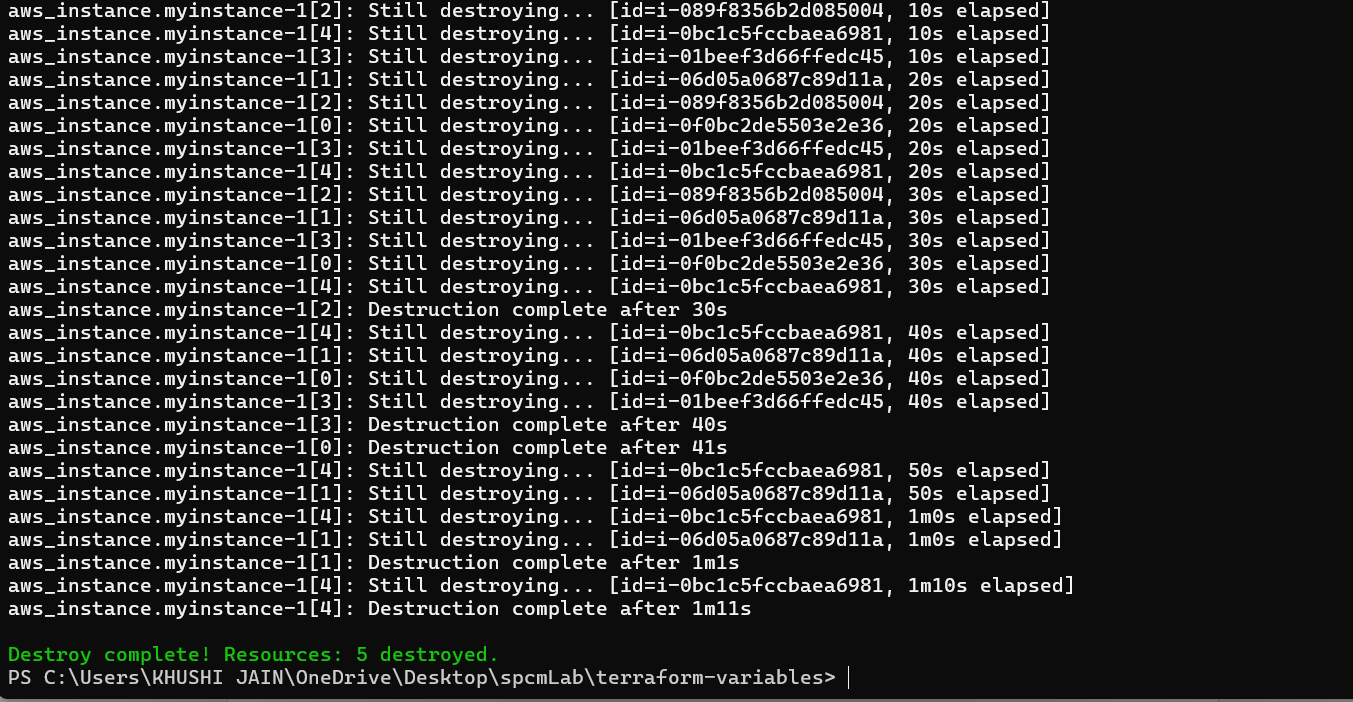 aws_instance.myinstance-1[2]: Still destroying... [id=i-089f8356b2d085004, 10s elapsed]
aws_instance.myinstance-1[4]: Still destroying... [id=i-0bc1c5fccbaea6981, 10s elapsed]
aws_instance.myinstance-1[3]: Still destroying... [id=i-01beef3d66ffedc45, 10s elapsed]
aws_instance.myinstance-1[1]: Still destroying... [id=i-06d05a0687c89d11a, 20s elapsed]
aws_instance.myinstance-1[2]: Still destroying... [id=i-089f8356b2d085004, 20s elapsed]
aws_instance.myinstance-1[0]: Still destroying... [id=i-0f0bc2de5503e2e36, 20s elapsed]
aws_instance.myinstance-1[3]: Still destroying... [id=i-01beef3d66ffedc45, 20s elapsed]
aws_instance.myinstance-1[4]: Still destroying... [id=i-0bc1c5fccbaea6981, 20s elapsed]
aws_instance.myinstance-1[2]: Still destroying... [id=i-089f8356b2d085004, 30s elapsed]
aws_instance.myinstance-1[1]: Still destroying... [id=i-06d05a0687c89d11a, 30s elapsed]
aws_instance.myinstance-1[3]: Still destroying... [id=i-01beef3d66ffedc45, 30s elapsed]
aws_instance.myinstance-1[0]: Still destroying... [id=i-0f0bc2de5503e2e36, 30s elapsed]
aws_instance.myinstance-1[4]: Still destroying... [id=i-0bc1c5fccbaea6981, 30s elapsed]
aws_instance.myinstance-1[2]: Destruction complete after 30s
aws_instance.myinstance-1[4]: Still destroying... [id=i-0bc1c5fccbaea6981, 40s elapsed]
aws_instance.myinstance-1[1]: Still destroying... [id=i-06d05a0687c89d11a, 40s elapsed]
aws_instance.myinstance-1[0]: Still destroying... [id=i-0f0bc2de5503e2e36, 40s elapsed]
aws_instance.myinstance-1[3]: Still destroying... [id=i-01beef3d66ffedc45, 40s elapsed]
aws_instance.myinstance-1[3]: Destruction complete after 40s
aws_instance.myinstance-1[0]: Destruction complete after 41s
aws_instance.myinstance-1[4]: Still destroying... [id=i-0bc1c5fccbaea6981, 50s elapsed]
aws_instance.myinstance-1[1]: Still destroying... [id=i-06d05a0687c89d11a, 50s elapsed]
aws_instance.myinstance-1[4]: Still destroying... [id=i-0bc1c5fccbaea6981, 1m0s elapsed]
aws_instance.myinstance-1[1]: Still destroying... [id=i-06d05a0687c89d11a, 1m0s elapsed]
aws_instance.myinstance-1[1]: Destruction complete after 1m1s
aws_instance.myinstance-1[4]: Still destroying... [id=i-0bc1c5fccbaea6981, 1m10s elapsed]
aws_instance.myinstance-1[4]: Destruction complete after 1m11s
Destroy complete! Resources: 5 destroyed.
PS C:\Users\KHUSHI JAIN\OneDrive\Desktop\spcmLab\terraform-variables>